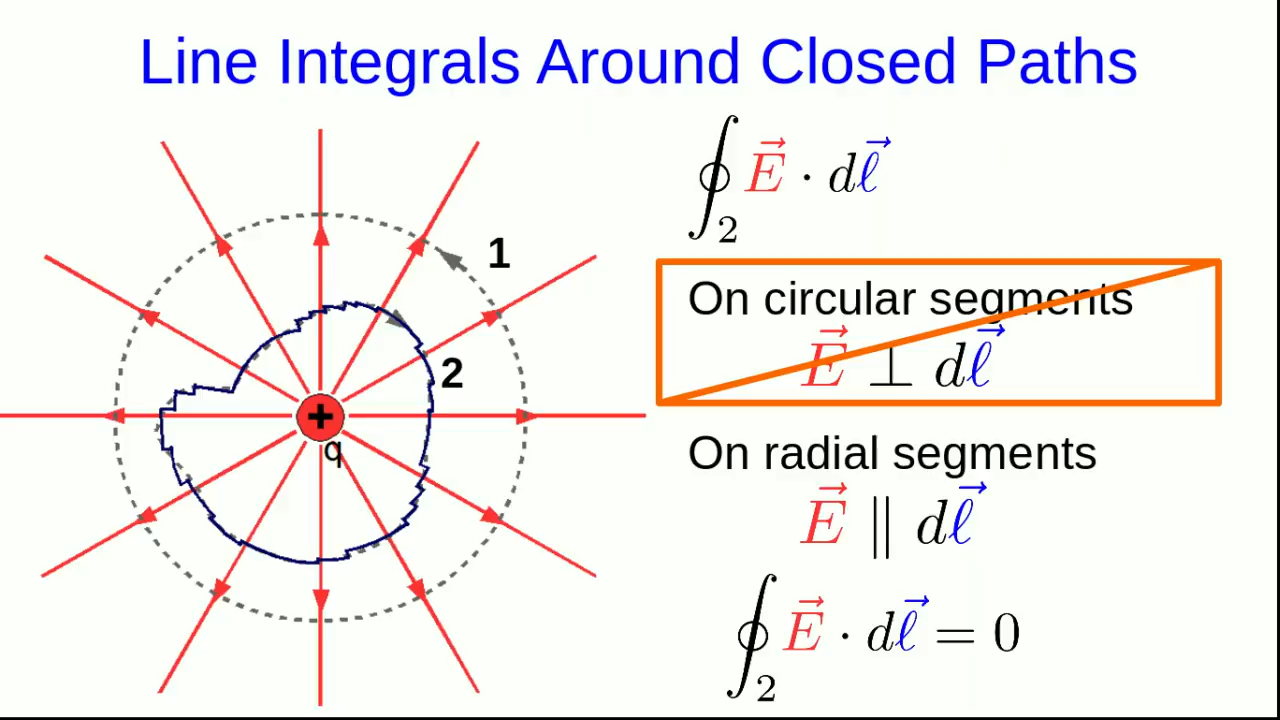 Line Integrals Around Closed Paths
1
2
+
q
∮₂ E⃗ · dℓ⃗
On circular segments
E⃗ ⊥ dℓ⃗
On radial segments
E⃗ ∥ dℓ⃗
∮₂ E⃗ · dℓ⃗ = 0